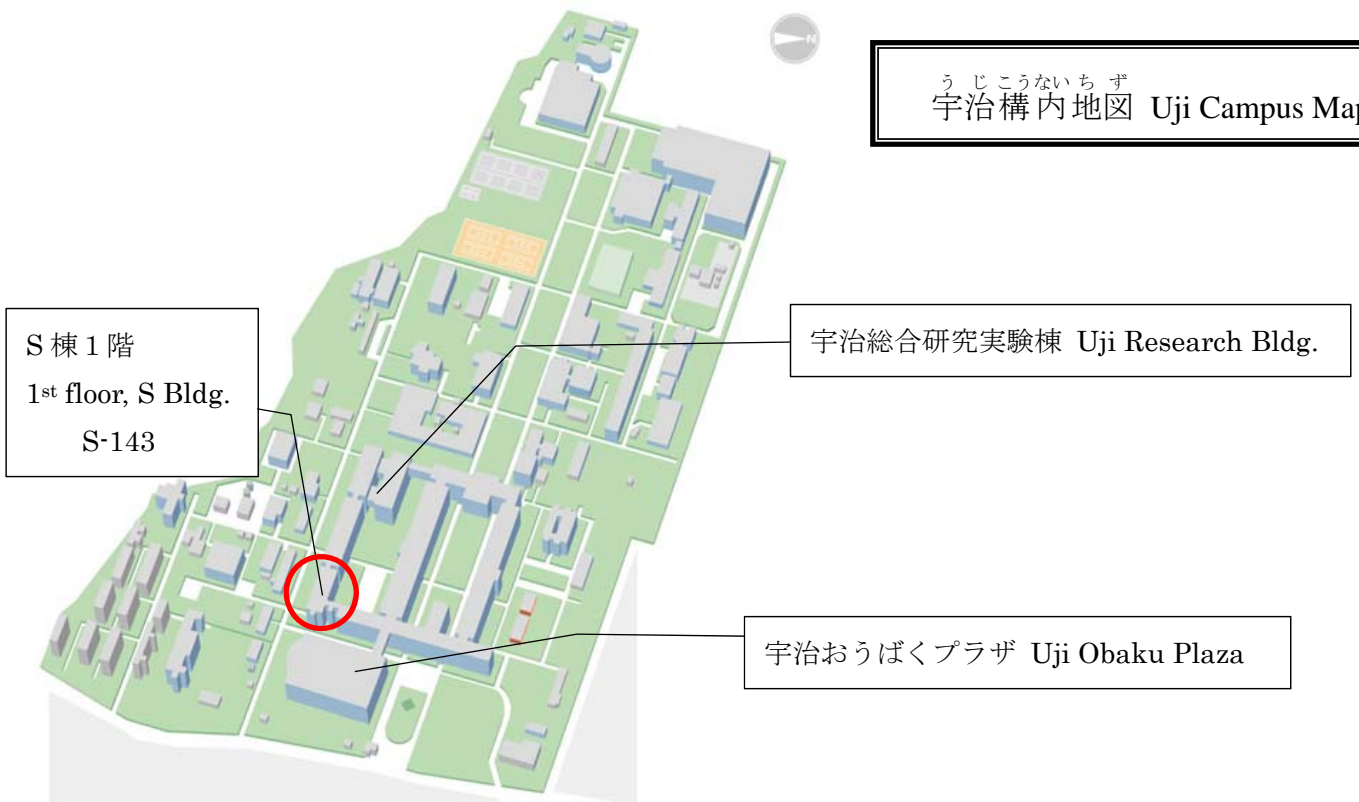 N
う じ こうない ち ず
宇治構内地図 Uji Campus Map
S 棟 1 階
1st floor, S Bldg.
S-143
宇治総合研究実験棟 Uji Research Bldg.
宇治おうばくプラザ Uji Obaku Plaza